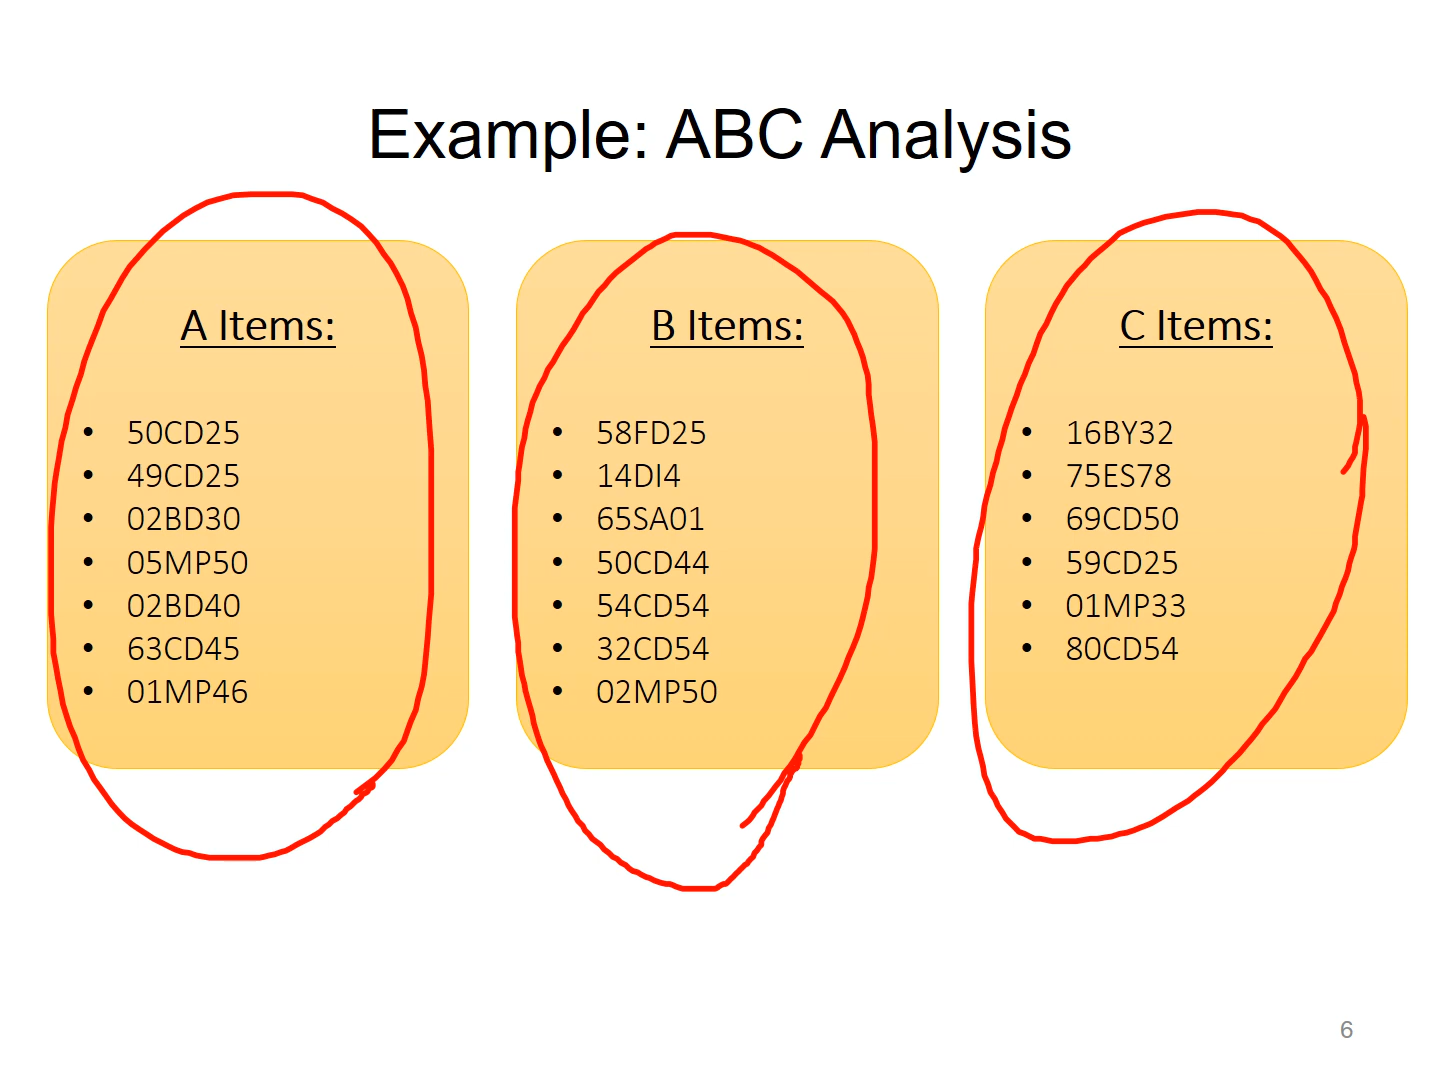 Example: ABC Analysis
A Items:
• 50CD25
• 49CD25
• 02BD30
• 05MP50
• 02BD40
• 63CD45
• 01MP46
B Items:
• 58FD25
• 14DI4
• 65SA01
• 50CD44
• 54CD54
• 32CD54
• 02MP50
C Items:
• 16BY32
• 75ES78
• 69CD50
• 59CD25
• 01MP33
• 80CD54
6